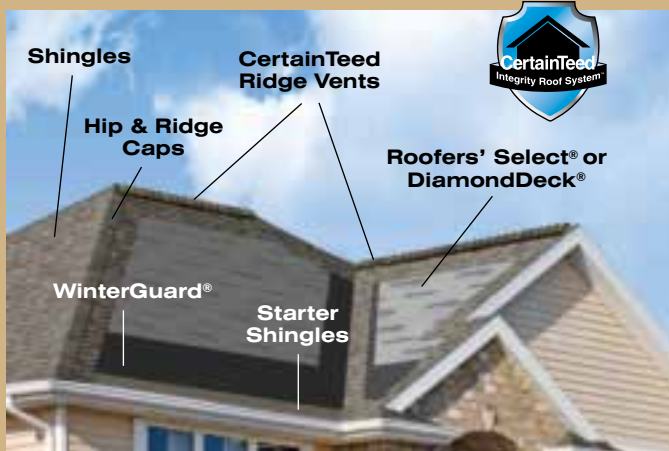 Shingles
CertainTeed
Ridge Vents
CertainTeed
Integrity Roof System™
Hip & Ridge
Caps
Roofers' Select® or
DiamondDeck®
WinterGuard®
Starter
Shingles